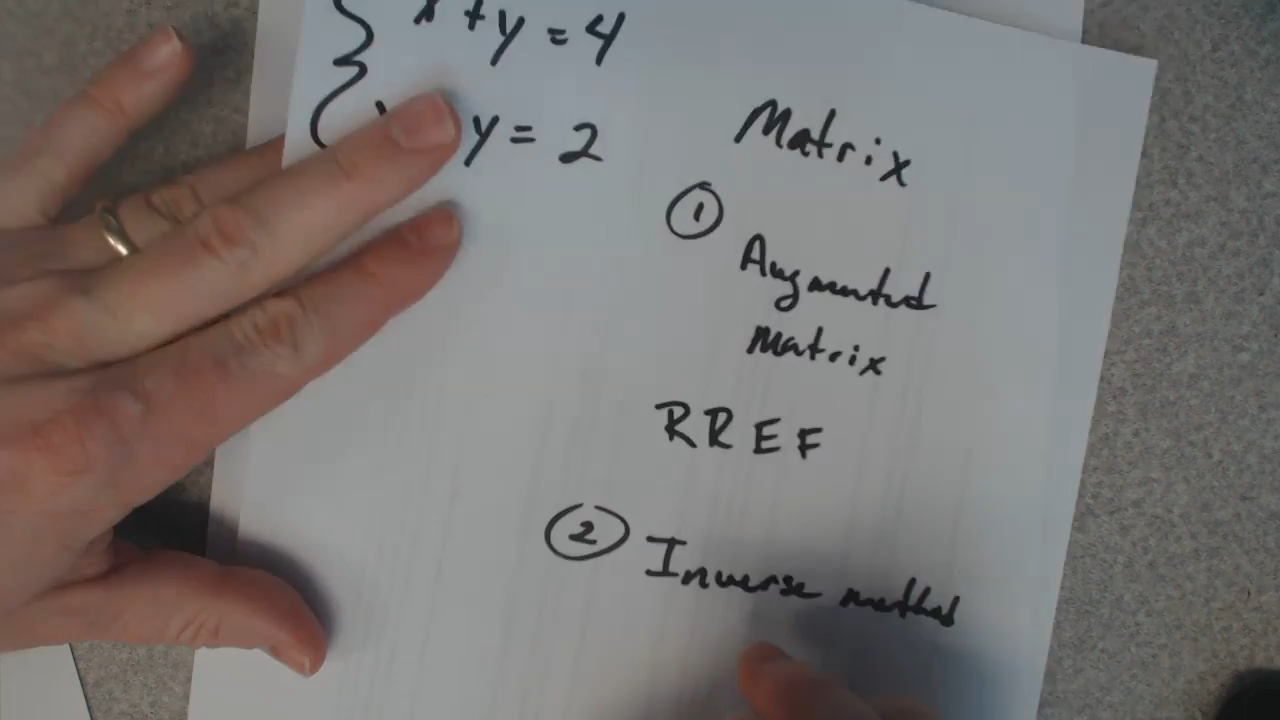 x + y = 4
y = 2
Matrix
①
Augmented
Matrix
RREF
② Inverse method